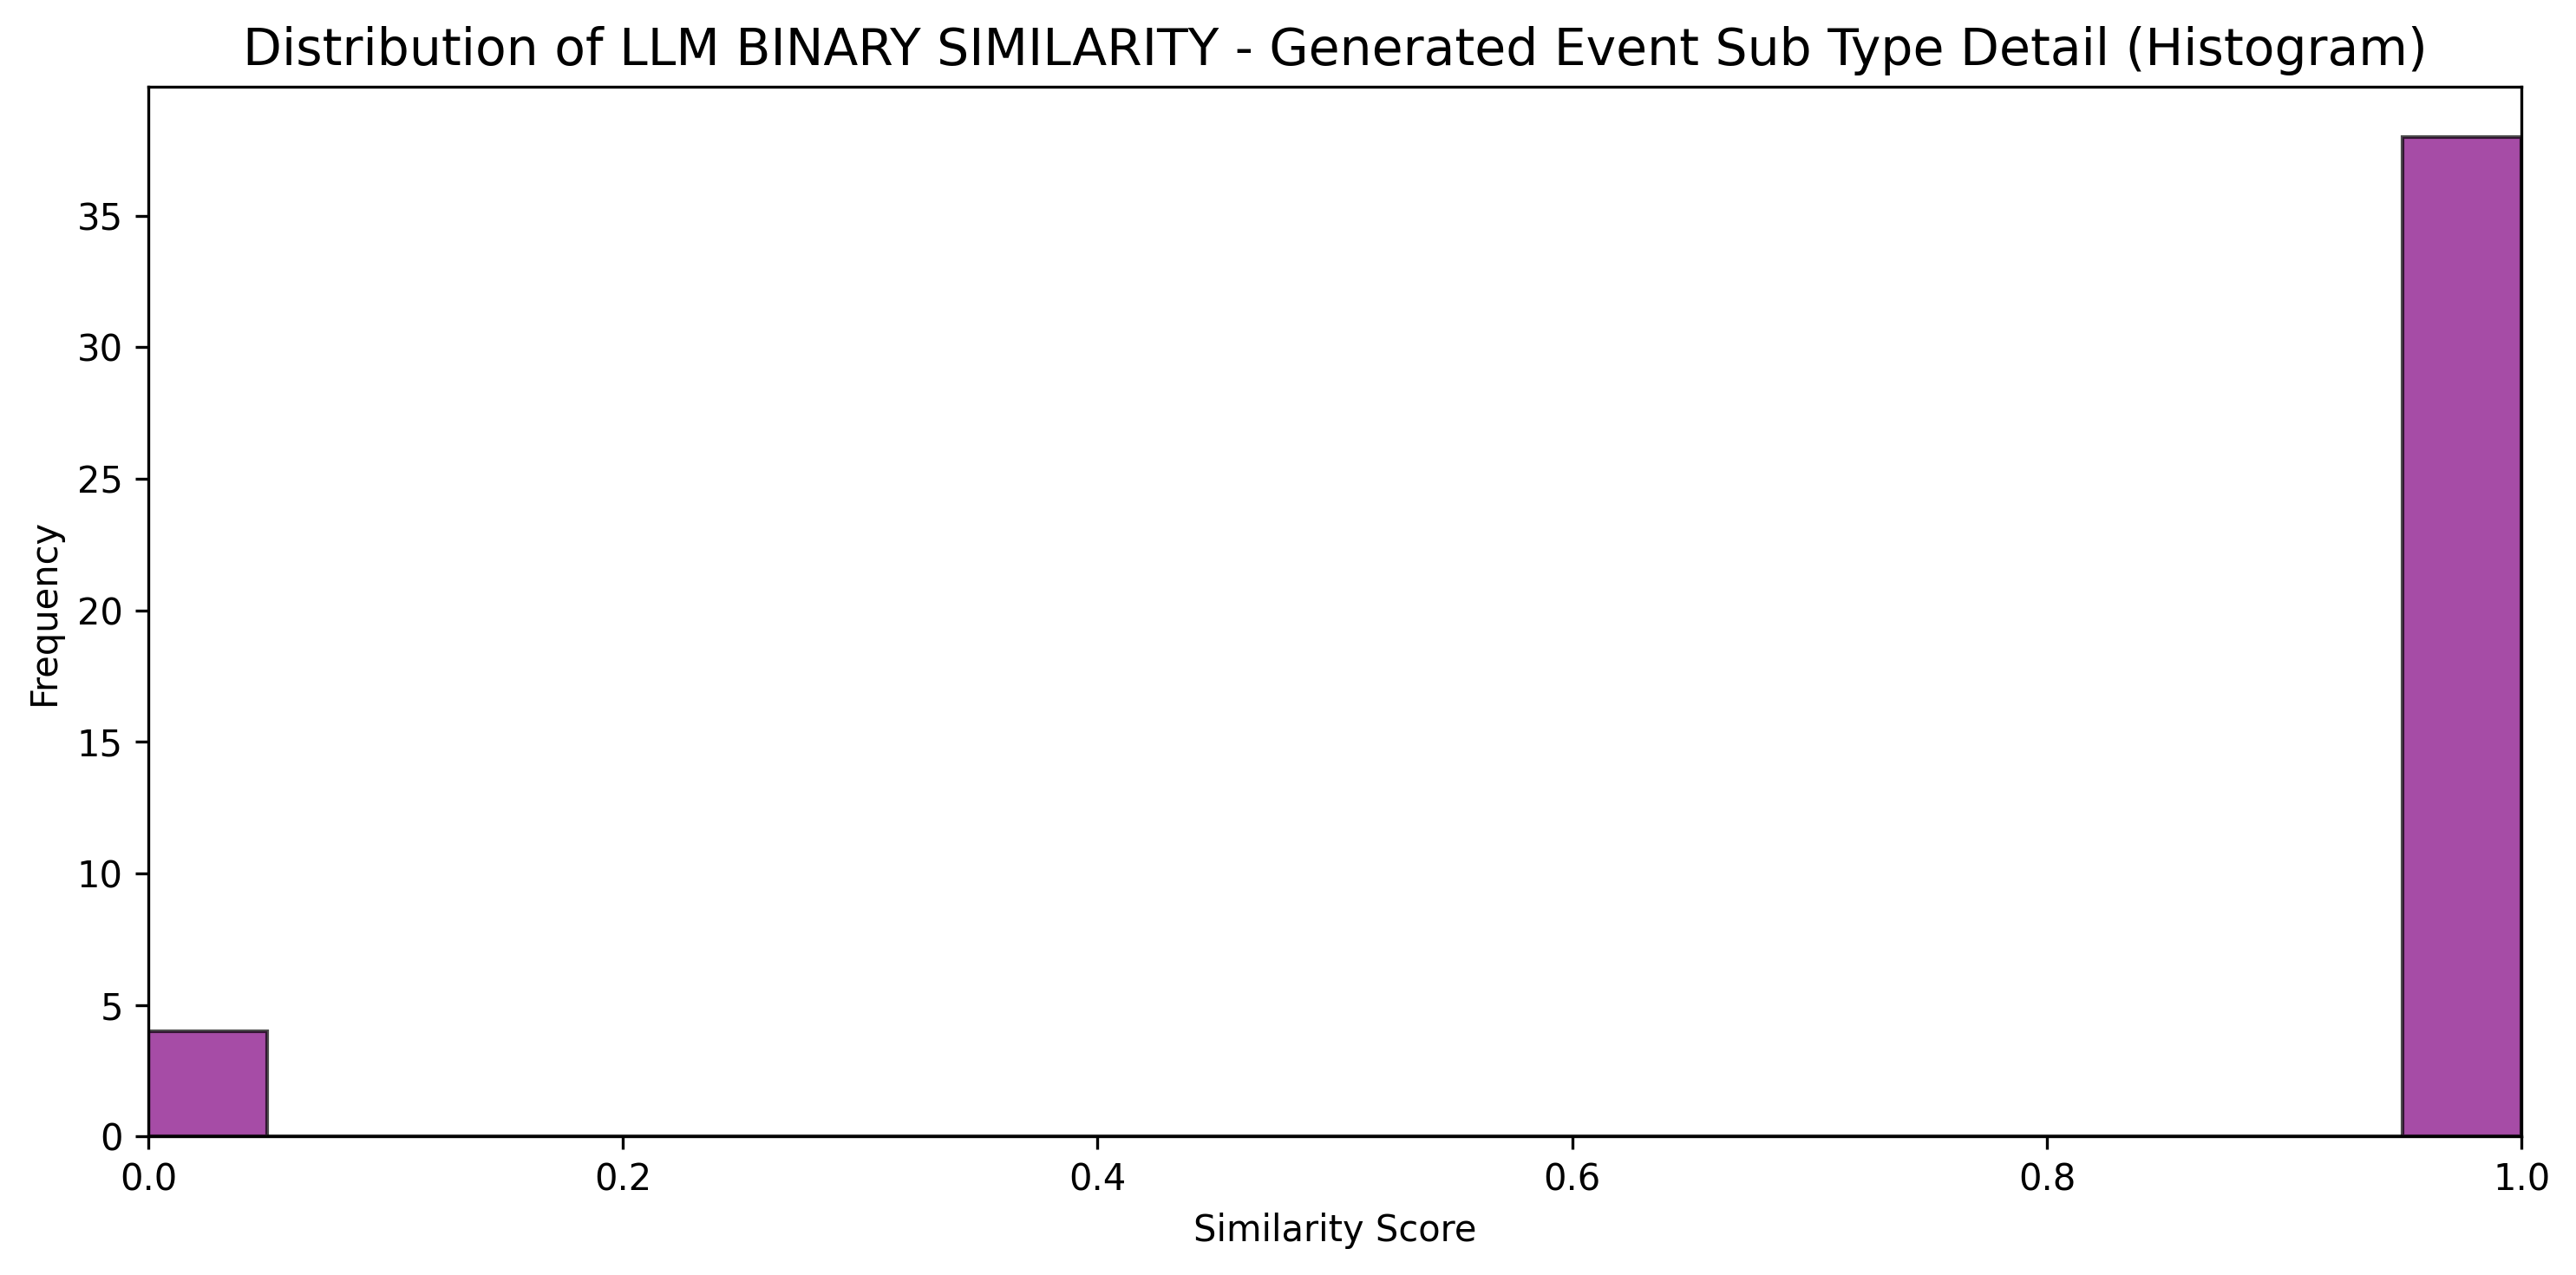 Distribution of LLM BINARY SIMILARITY - Generated Event Sub Type Detail (Histogram)
Frequency
35
30
25
20
15
10
5
0
0.0 0.2 0.4 0.6 0.8 1.0
Similarity Score